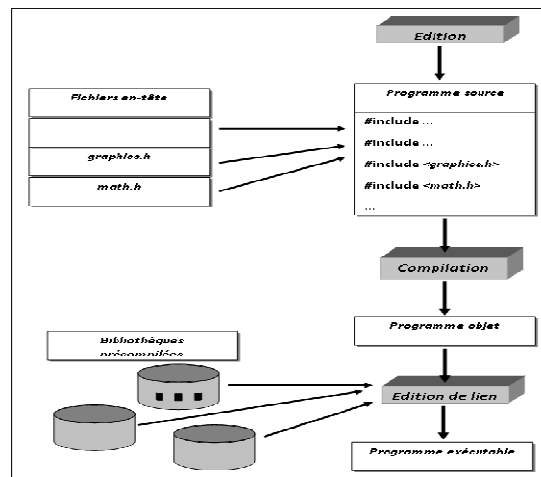 Edition
Programme source
#include ...
#include ...
#include <graphics.h>
#include <math.h>
...
Fichiers en-tête
graphics.h
math.h
Compilation
Programme objet
Bibliothèques
précompilées
Edition de lien
Programme exécutable